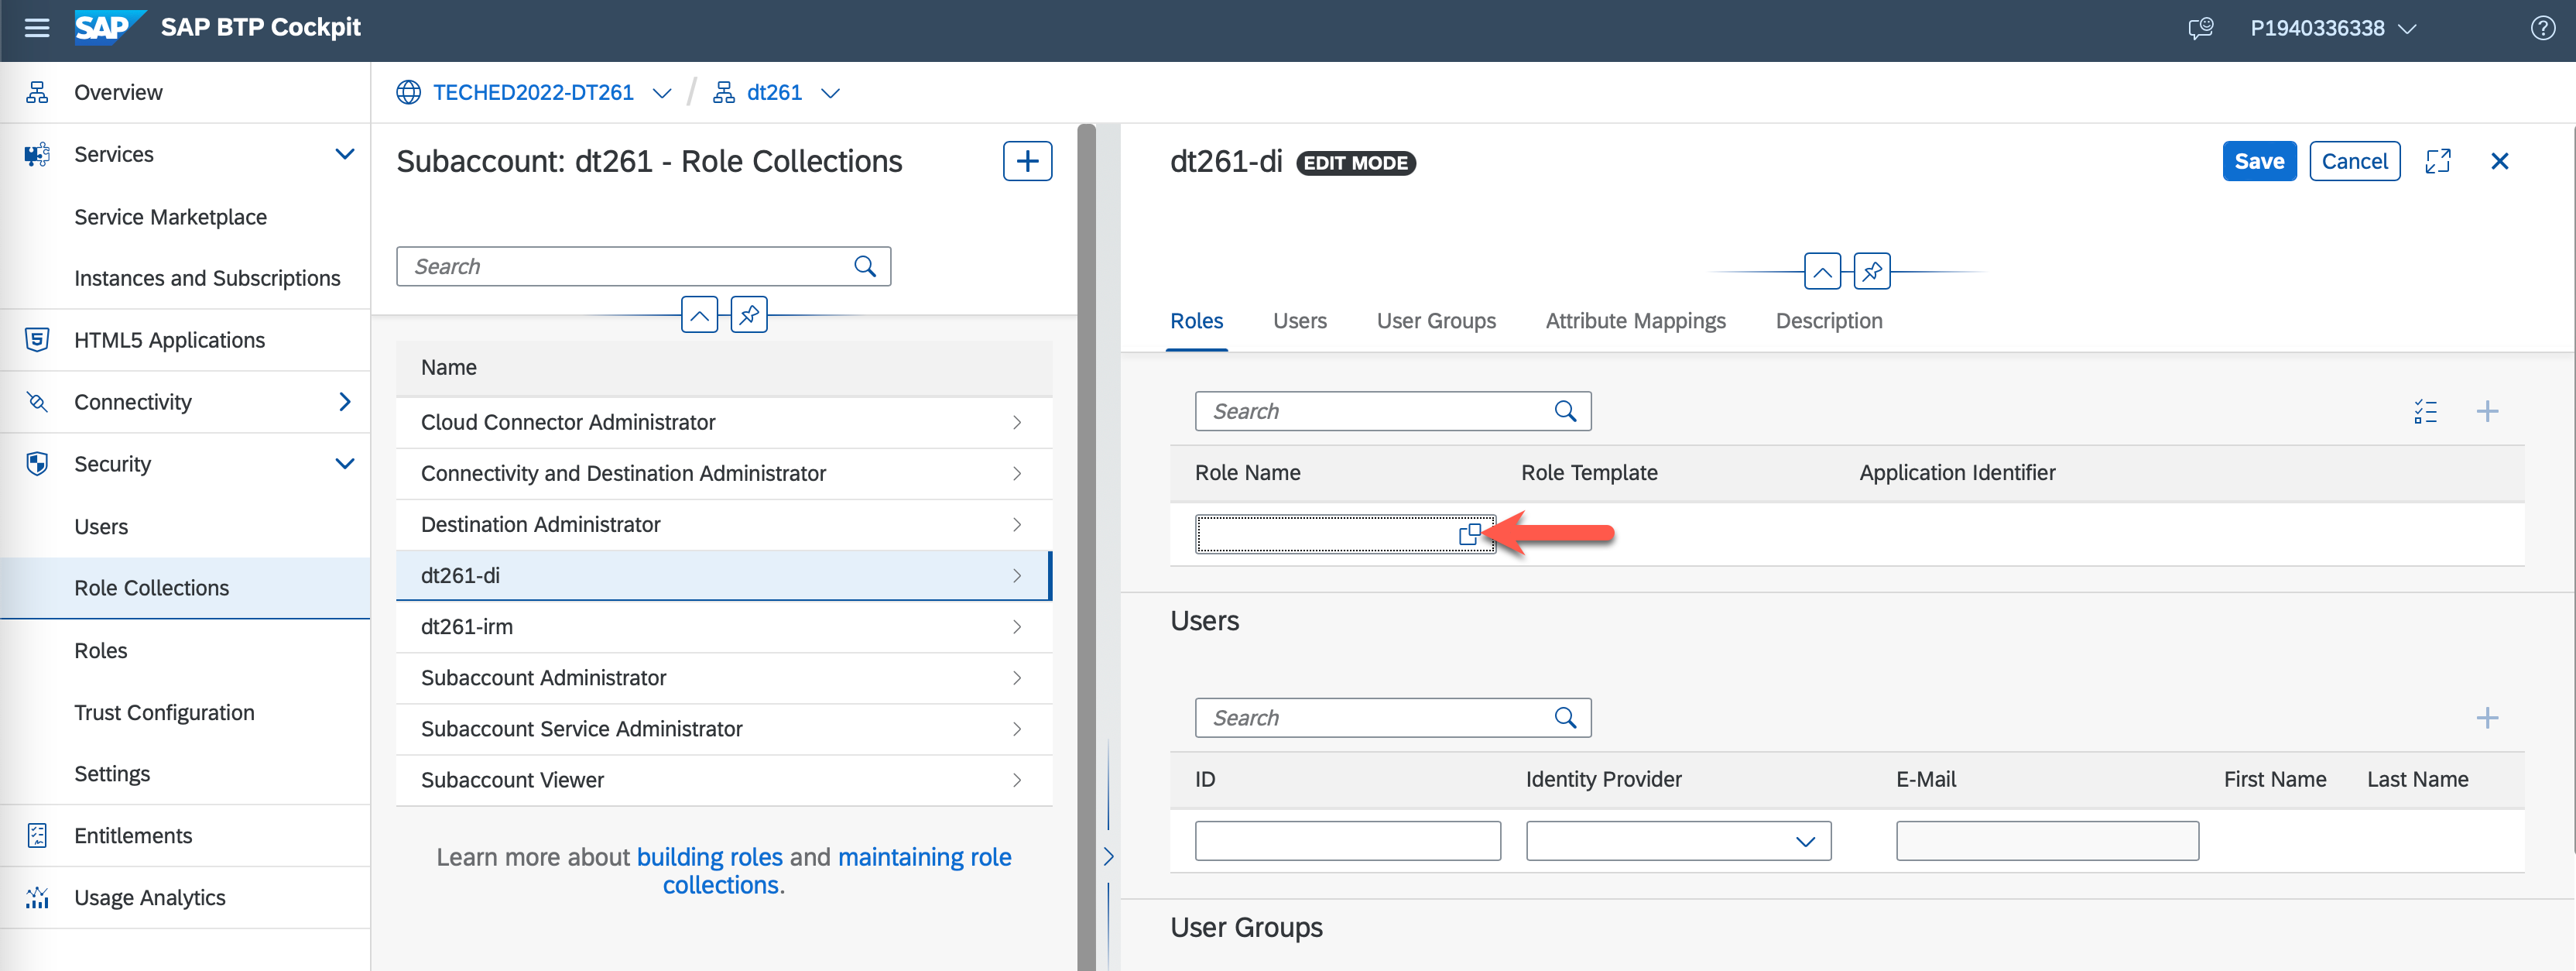 SAP SAP BTP Cockpit
P1940336338
Overview
Services
Service Marketplace
Instances and Subscriptions
HTML5 Applications
Connectivity
Security
Users
Role Collections
Roles
Trust Configuration
Settings
Entitlements
Usage Analytics
TECHED2022-DT261 / dt261
Subaccount: dt261 - Role Collections
Search
Name
Cloud Connector Administrator
Connectivity and Destination Administrator
Destination Administrator
dt261-di
dt261-irm
Subaccount Administrator
Subaccount Service Administrator
Subaccount Viewer
Learn more about building roles and maintaining role
collections.
dt261-di EDIT MODE
Save Cancel
Roles Users User Groups Attribute Mappings Description
Search
Role Name Role Template Application Identifier
Users
Search
ID Identity Provider E-Mail First Name Last Name
User Groups